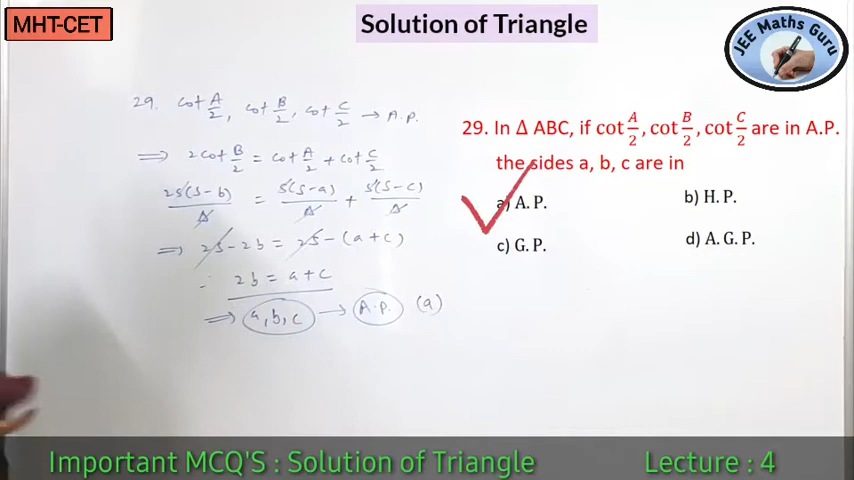 MHT-CET
Solution of Triangle
JEE Maths Guru
29. cot A/2, cot B/2, cot C/2 → A.P.
⟹ 2cot B/2 = cot A/2 + cot C/2
2s(s-b)/Δ = s(s-a)/Δ + s(s-c)/Δ
⟹ 2s - 2b = 2s - (a+c)
∴ 2b = a+c
⟹ a, b, c → A.P. (a)
29. In Δ ABC, if cot A/2, cot B/2, cot C/2 are in A.P.
the sides a, b, c are in
a) A. P.
b) H. P.
c) G. P.
d) A. G. P.
Important MCQ'S : Solution of Triangle
Lecture : 4